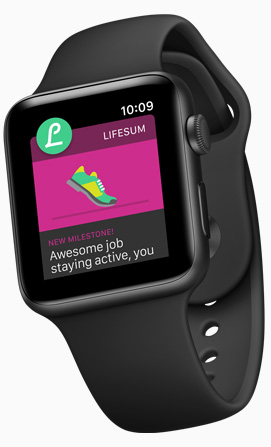 10:09
LIFESUM
NEW MILESTONE!
Awesome job
staying active, you